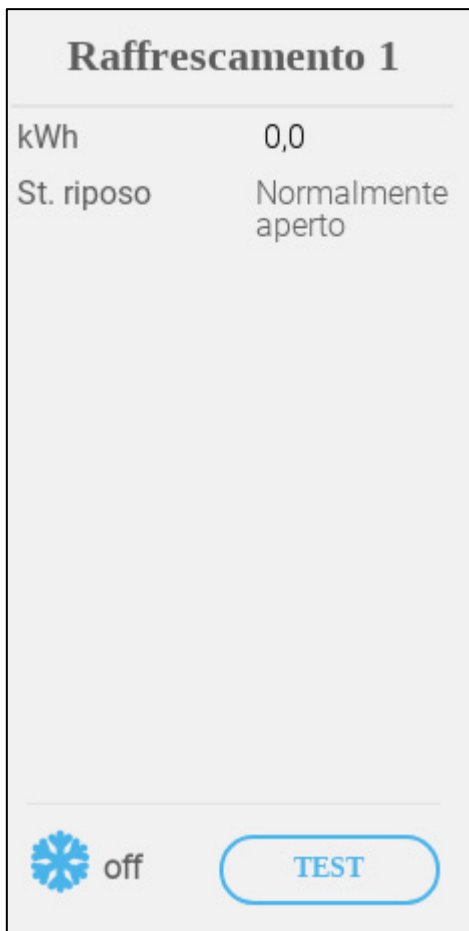 Raffrescamento 1
kWh 0,0
St. riposo Normalmente
aperto
off TEST